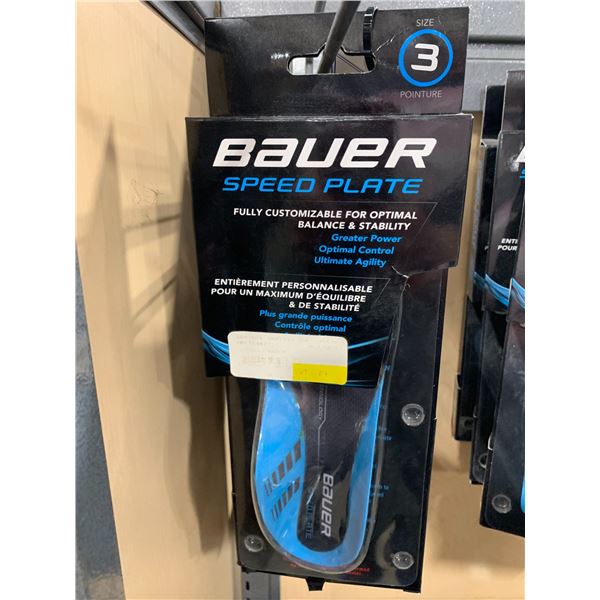 SIZE
3
POINTURE
BAUER
SPEED PLATE
FULLY CUSTOMIZABLE FOR OPTIMAL
BALANCE & STABILITY
Greater Power
Optimal Control
Ultimate Agility
ENTIÈREMENT PERSONNALISABLE
POUR UN MAXIMUM D'ÉQUILIBRE
& DE STABILITÉ
Plus grande puissance
Contrôle optimal
BAUER